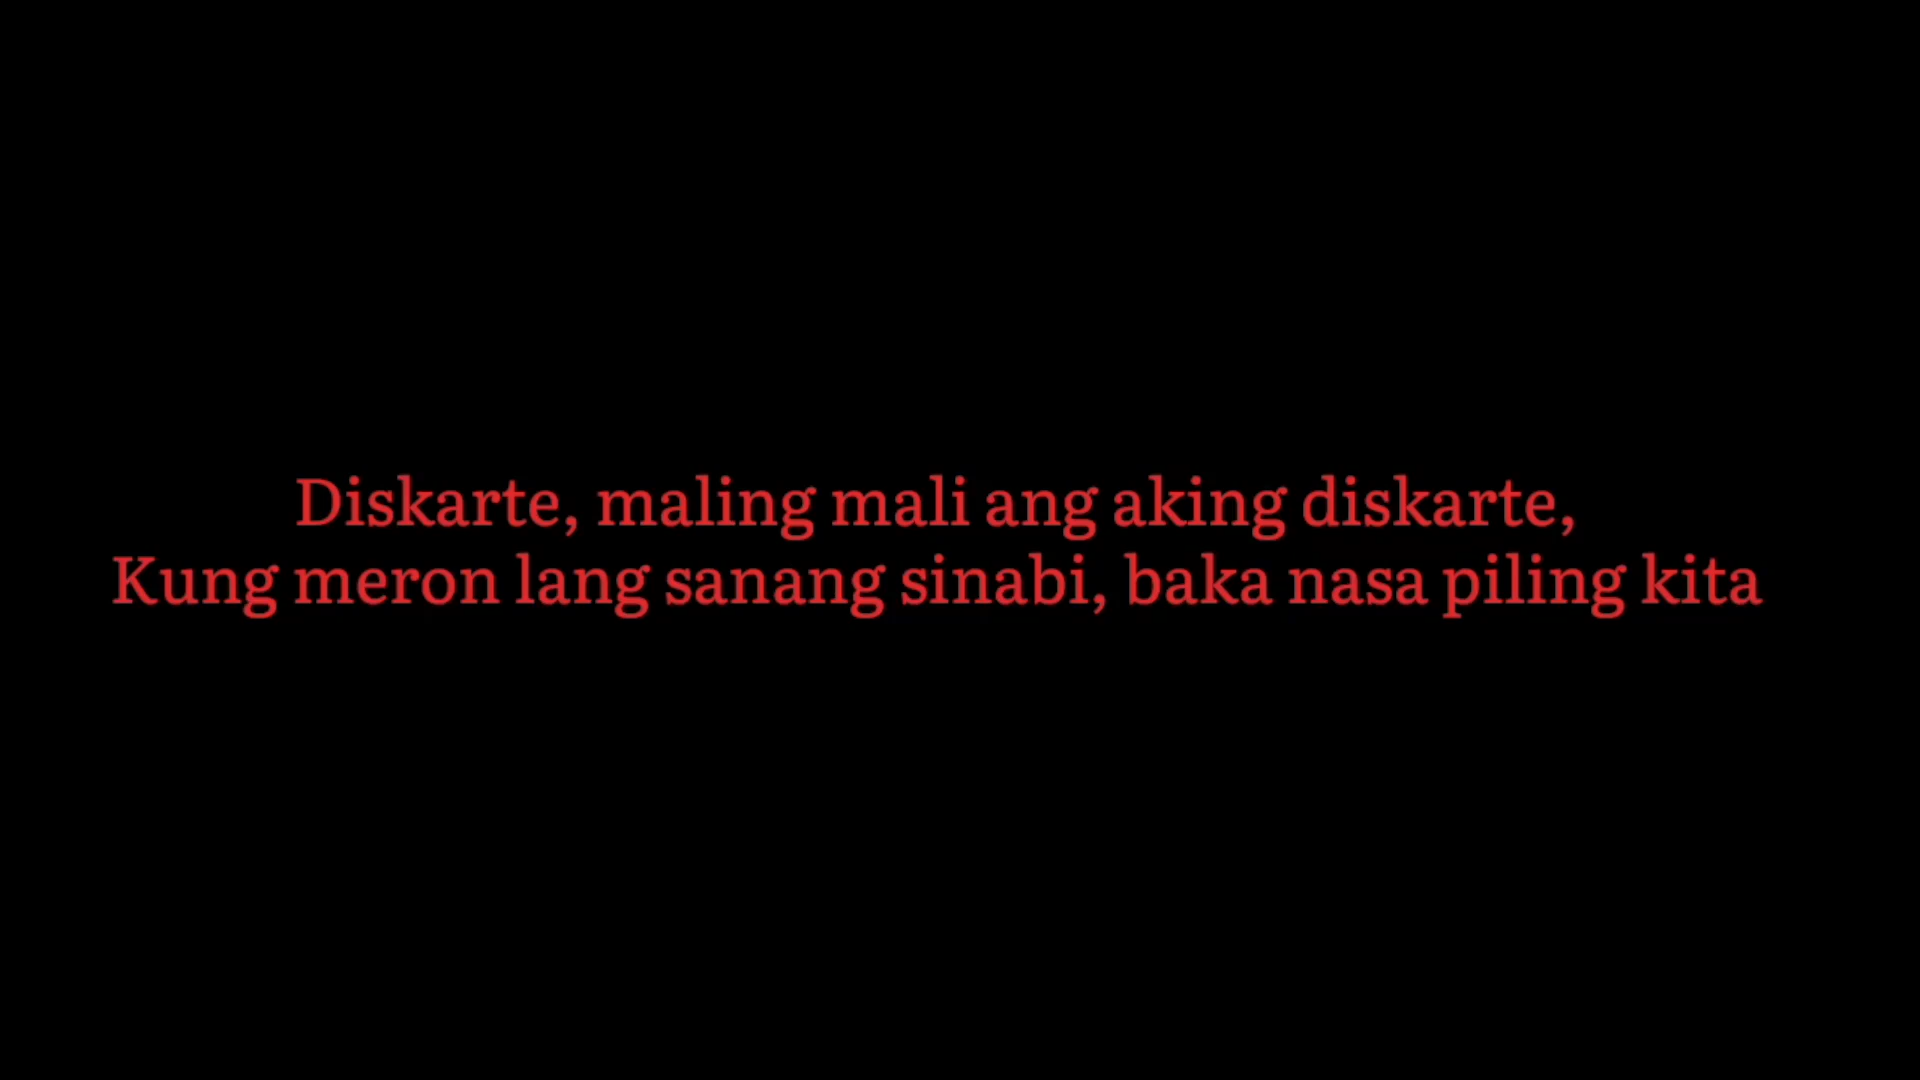 Diskarte, maling mali ang aking diskarte,
Kung meron lang sanang sinabi, baka nasa piling kita